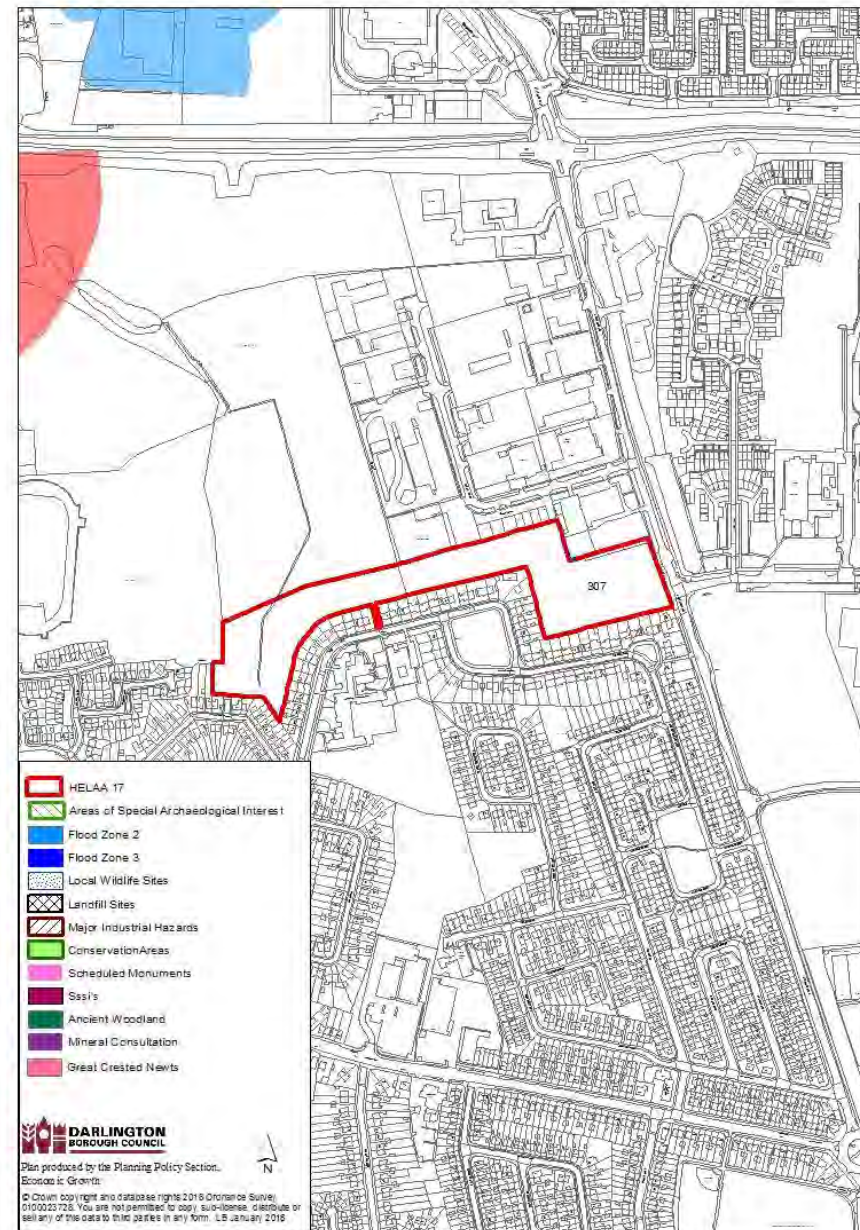 307
HELAA 17
Areas of Special Archaeological Interest
Flood Zone 2
Flood Zone 3
Local Wildlife Sites
Landfill Sites
Major Industrial Hazards
ConservationAreas
Scheduled Monuments
Sssi's
Ancient Woodland
Mineral Consultation
Great Crested Newts
DARLINGTON
BOROUGH COUNCIL
N
Plan produced by the Planning Policy Section,
Economic Growth
© Crown copyright and database rights 2018 Ordnance Survey
0100023728. You are not permitted to copy, sub-license, distribute or
sell any of this data to third parties in any form. LB January 2018